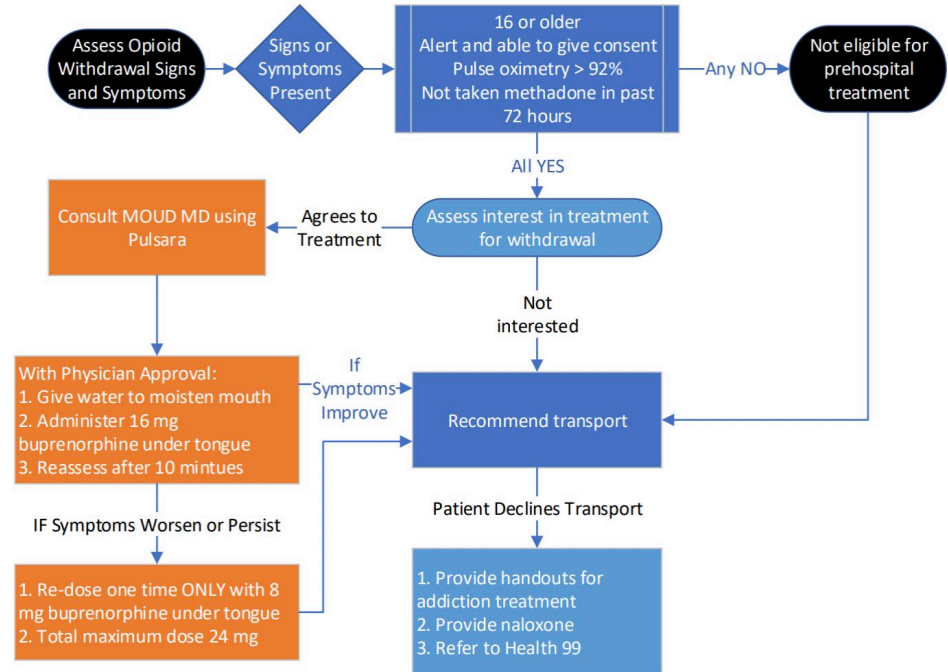 Assess Opioid
Withdrawal Signs
and Symptoms
Signs or
Symptoms
Present
16 or older
Alert and able to give consent
Pulse oximetry > 92%
Not taken methadone in past
72 hours
Any NO
Not eligible for
prehospital
treatment
All YES
Assess interest in treatment
for withdrawal
Agrees to
Treatment
Consult MOUD MD using
Pulsara
Not
interested
With Physician Approval:
1. Give water to moisten mouth
2. Administer 16 mg
buprenorphine under tongue
3. Reassess after 10 mintues
If
Symptoms
Improve
Recommend transport
IF Symptoms Worsen or Persist
Patient Declines Transport
1. Re-dose one time ONLY with 8
mg buprenorphine under tongue
2. Total maximum dose 24 mg
1. Provide handouts for
addiction treatment
2. Provide naloxone
3. Refer to Health 99